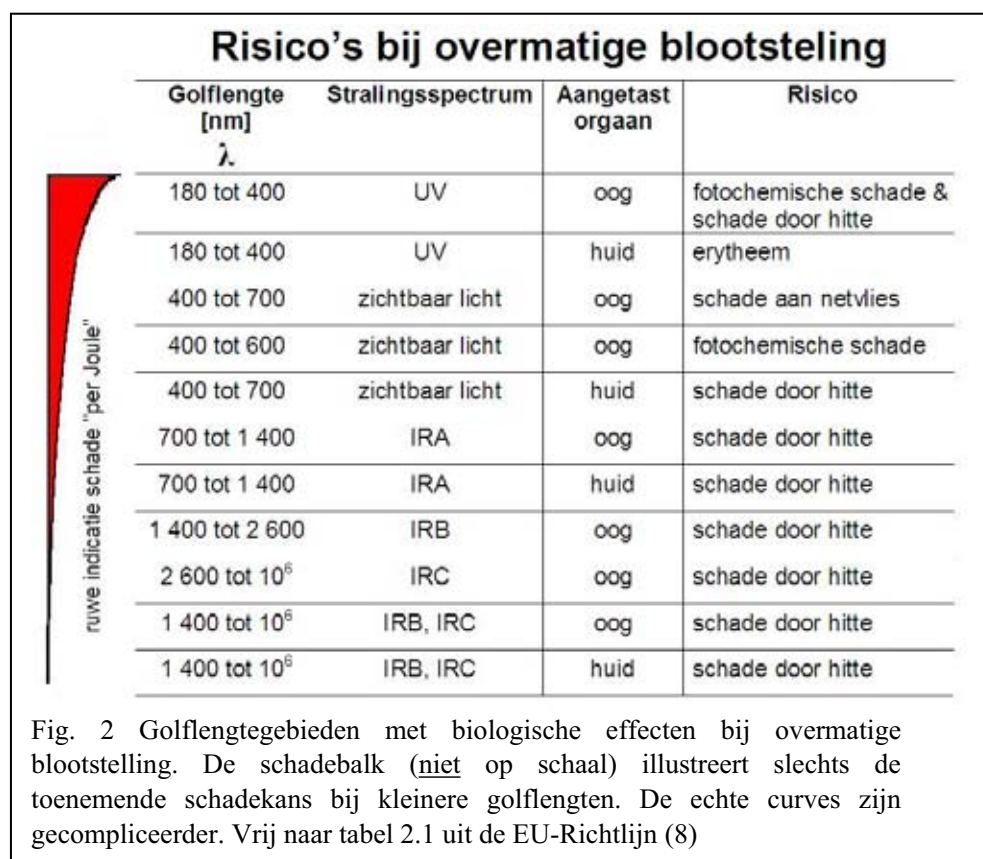 Risico's bij overmatige blootsteling
Golflengte Stralingsspectrum Aangetast Risico
[nm] orgaan
λ
180 tot 400 UV oog fotochemische schade &
schade door hitte
180 tot 400 UV huid erytheem
400 tot 700 zichtbaar licht oog schade aan netvlies
400 tot 600 zichtbaar licht oog fotochemische schade
400 tot 700 zichtbaar licht huid schade door hitte
700 tot 1 400 IRA oog schade door hitte
700 tot 1 400 IRA huid schade door hitte
1 400 tot 2 600 IRB oog schade door hitte
2 600 tot 10⁶ IRC oog schade door hitte
1 400 tot 10⁶ IRB, IRC oog schade door hitte
1 400 tot 10⁶ IRB, IRC huid schade door hitte
ruwe indicatie schade "per Joule"
Fig. 2 Golflengtegebieden met biologische effecten bij overmatige
blootstelling. De schadebalk (niet op schaal) illustreert slechts de
toenemende schadekans bij kleinere golflengten. De echte curves zijn
gecompliceerder. Vrij naar tabel 2.1 uit de EU-Richtlijn (8)